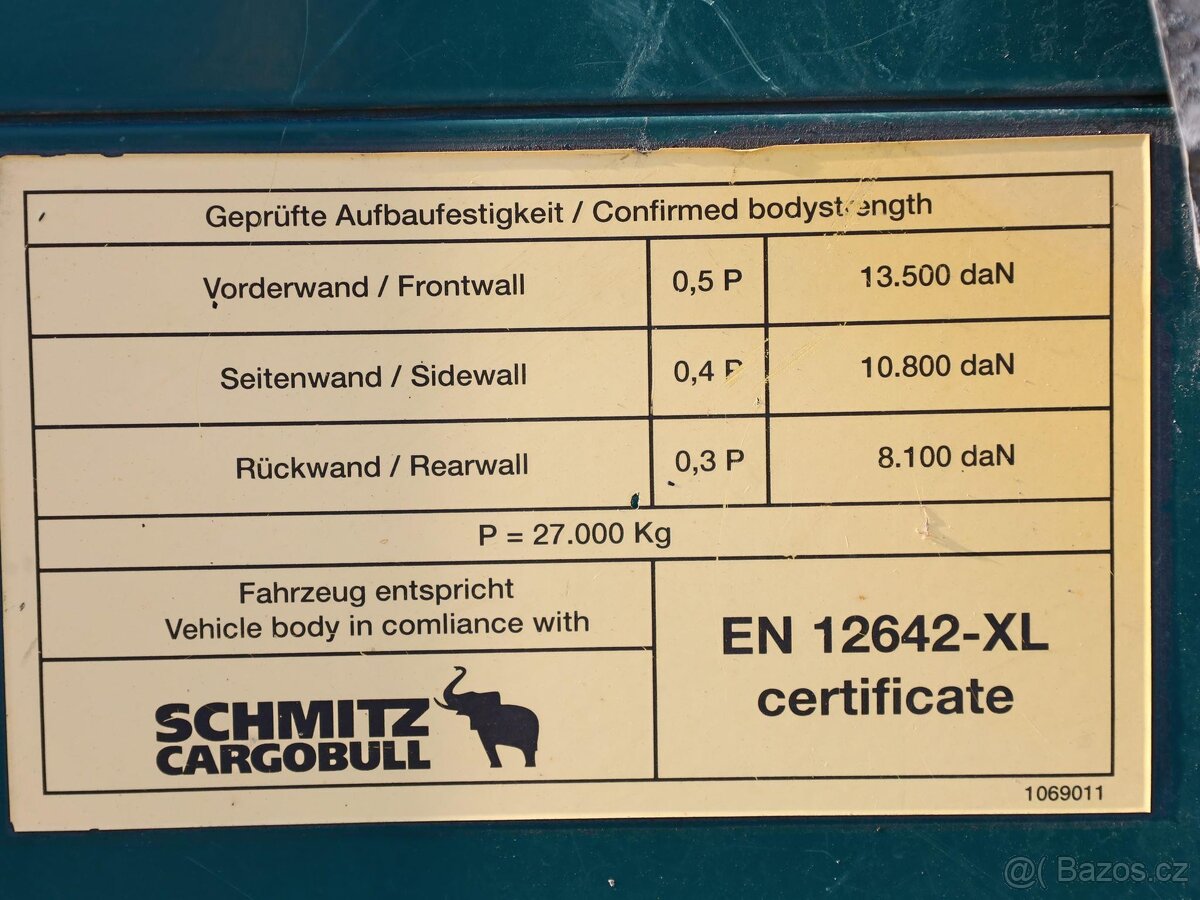 Geprüfte Aufbaufestigkeit / Confirmed bodystrength
Vorderwand / Frontwall 0,5 P 13.500 daN
Seitenwand / Sidewall 0,4 P 10.800 daN
Rückwand / Rearwall 0,3 P 8.100 daN
P = 27.000 Kg
Fahrzeug entspricht
Vehicle body in comliance with
SCHMITZ
CARGOBULL
EN 12642-XL
certificate
1069011
@( Bazos.cz